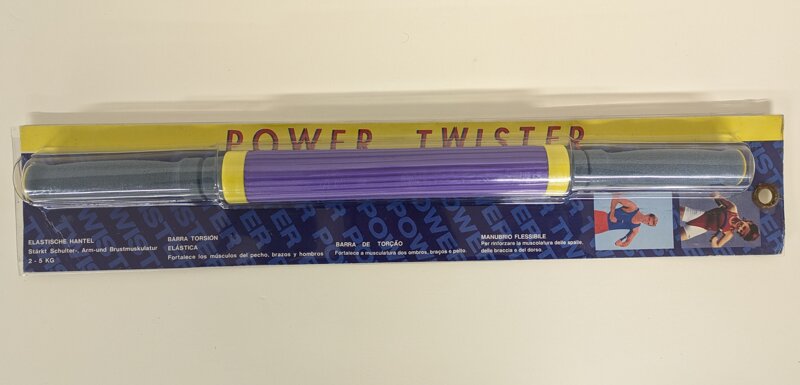 POWER TWISTER
ELASTISCHE HANTEL
Stärkt Schulter-, Arm-und Brustmuskulatur
2 - 5 KG
BARRA TORSIÓN
ELÁSTICA
Fortalece los músculos del pecho, brazos y hombros
BARRA DE TORÇÃO
Fortalece a musculatura dos ombros, braços e peito.
MANUBRIO FLESSIBILE
Per rinforzare la muscolatura delle spalle,
delle braccia e del dorso.